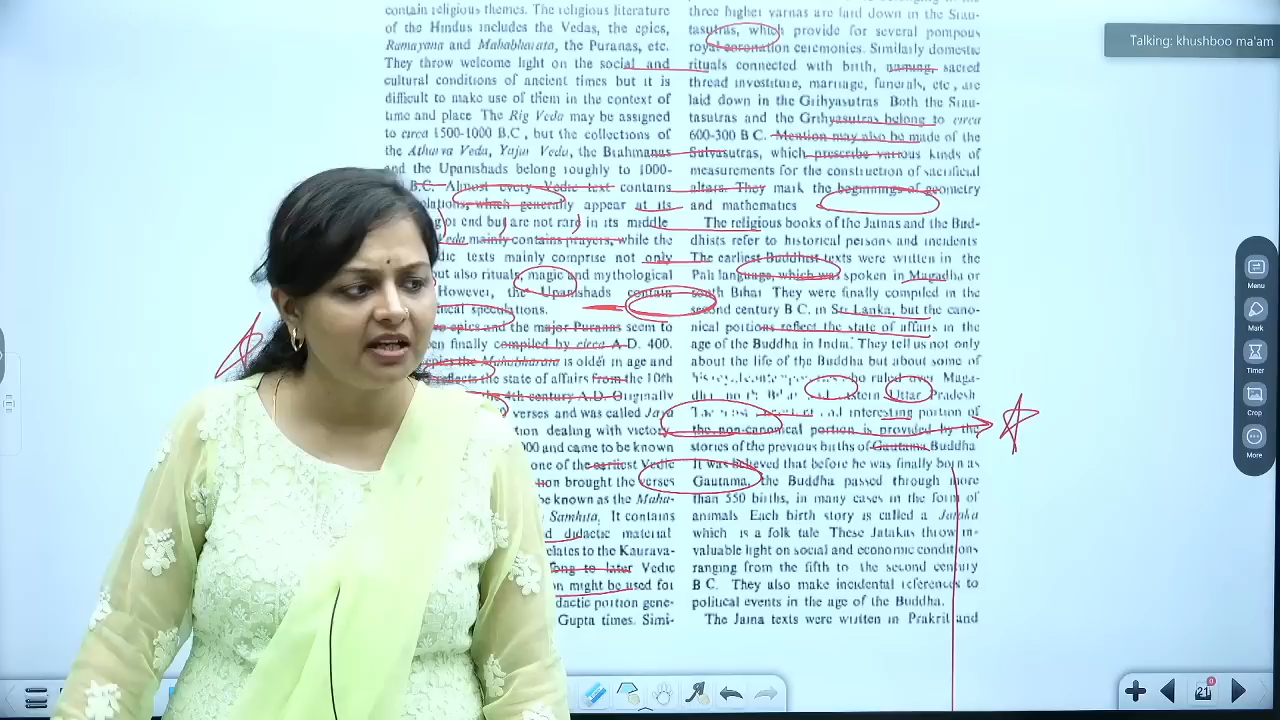 contain religious themes. The religious literature
of the Hindus includes the Vedas, the epics,
Ramayana and Mahabharata, the Puranas, etc.
They throw welcome light on the social and
cultural conditions of ancient times but it is
difficult to make use of them in the context of
time and place The Rig Veda may be assigned
to circa 1500-1000 B.C, but the collections of
the Atharva Veda, Yajur Veda, the Brahmanas
and the Upanishads belong roughly to 1000-
B.C. Almost every Vedic text contains
which generally appear at its
or end but are not rare in its middle
Veda mainly contains prayers, while the
texts mainly comprise not only
but also rituals, magic and mythological
However, the Upanishads contain
speculations.
epics and the major Puranas seem to
finally compiled by circa A.D. 400.
epics the Mahabharata is older in age and
reflects the state of affairs from the 10th
the 4th century A.D. Originally
verses and was called Jaya
dealing with victory
000 and came to be known
one of the earliest Vedic
brought the verses
be known as the Maha-
Samhita. It contains
didactic material
relates to the Kaurava-
long to later Vedic
might be used for
dactic portion gene-
Gupta times. Simi-
three higher varnas are laid down in the Srau-
tasutras, which provide for several pompous
royal coronation ceremonies. Similarly domestic
rituals connected with birth, naming, sacred
thread investiture, marriage, funerals, etc, are
laid down in the Grihyasutras Both the Srau-
tasutras and the Grihyasutras belong to circa
600-300 B C. Mention may also be made of the
Sulvasutras, which prescribe various kinds of
measurements for the construction of sacrificial
altars. They mark the beginnings of geometry
and mathematics
The religious books of the Jainas and the Bud-
dhists refer to historical persons and incidents
The earliest Buddhist texts were written in the
Pali language, which was spoken in Magadha or
south Bihar They were finally compiled in the
second century B C. in Sri Lanka, but the cano-
nical portions reflect the state of affairs in the
age of the Buddha in India. They tell us not only
about the life of the Buddha but about some of
who ruled over Maga-
Uttar Pradesh
and interesting portion of
the non-canonical portion is provided by the
stories of the previous births of Gautama Buddha
It was believed that before he was finally born as
Gautama, the Buddha passed through more
than 550 births, in many cases in the form of
animals Each birth story is called a Jataka
which is a folk tale These Jatakas throw in-
valuable light on social and economic conditions
ranging from the fifth to the second century
B C. They also make incidental references to
political events in the age of the Buddha.
The Jaina texts were written in Prakrit and
Talking: khushboo ma'am
Menu
Mark
Timer
Crop
More
21